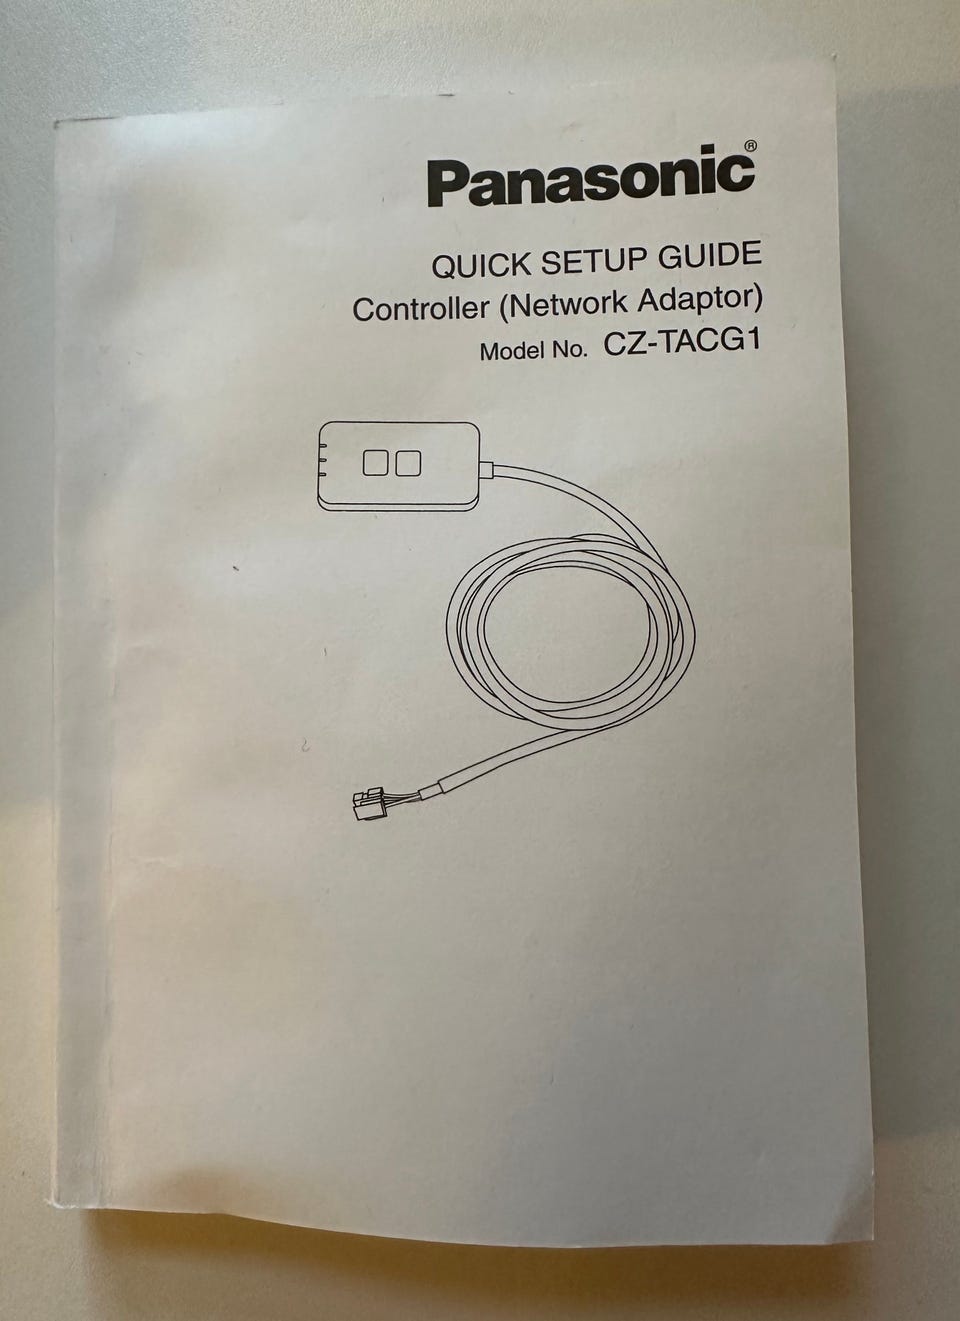 Panasonic®
QUICK SETUP GUIDE
Controller (Network Adaptor)
Model No. CZ-TACG1